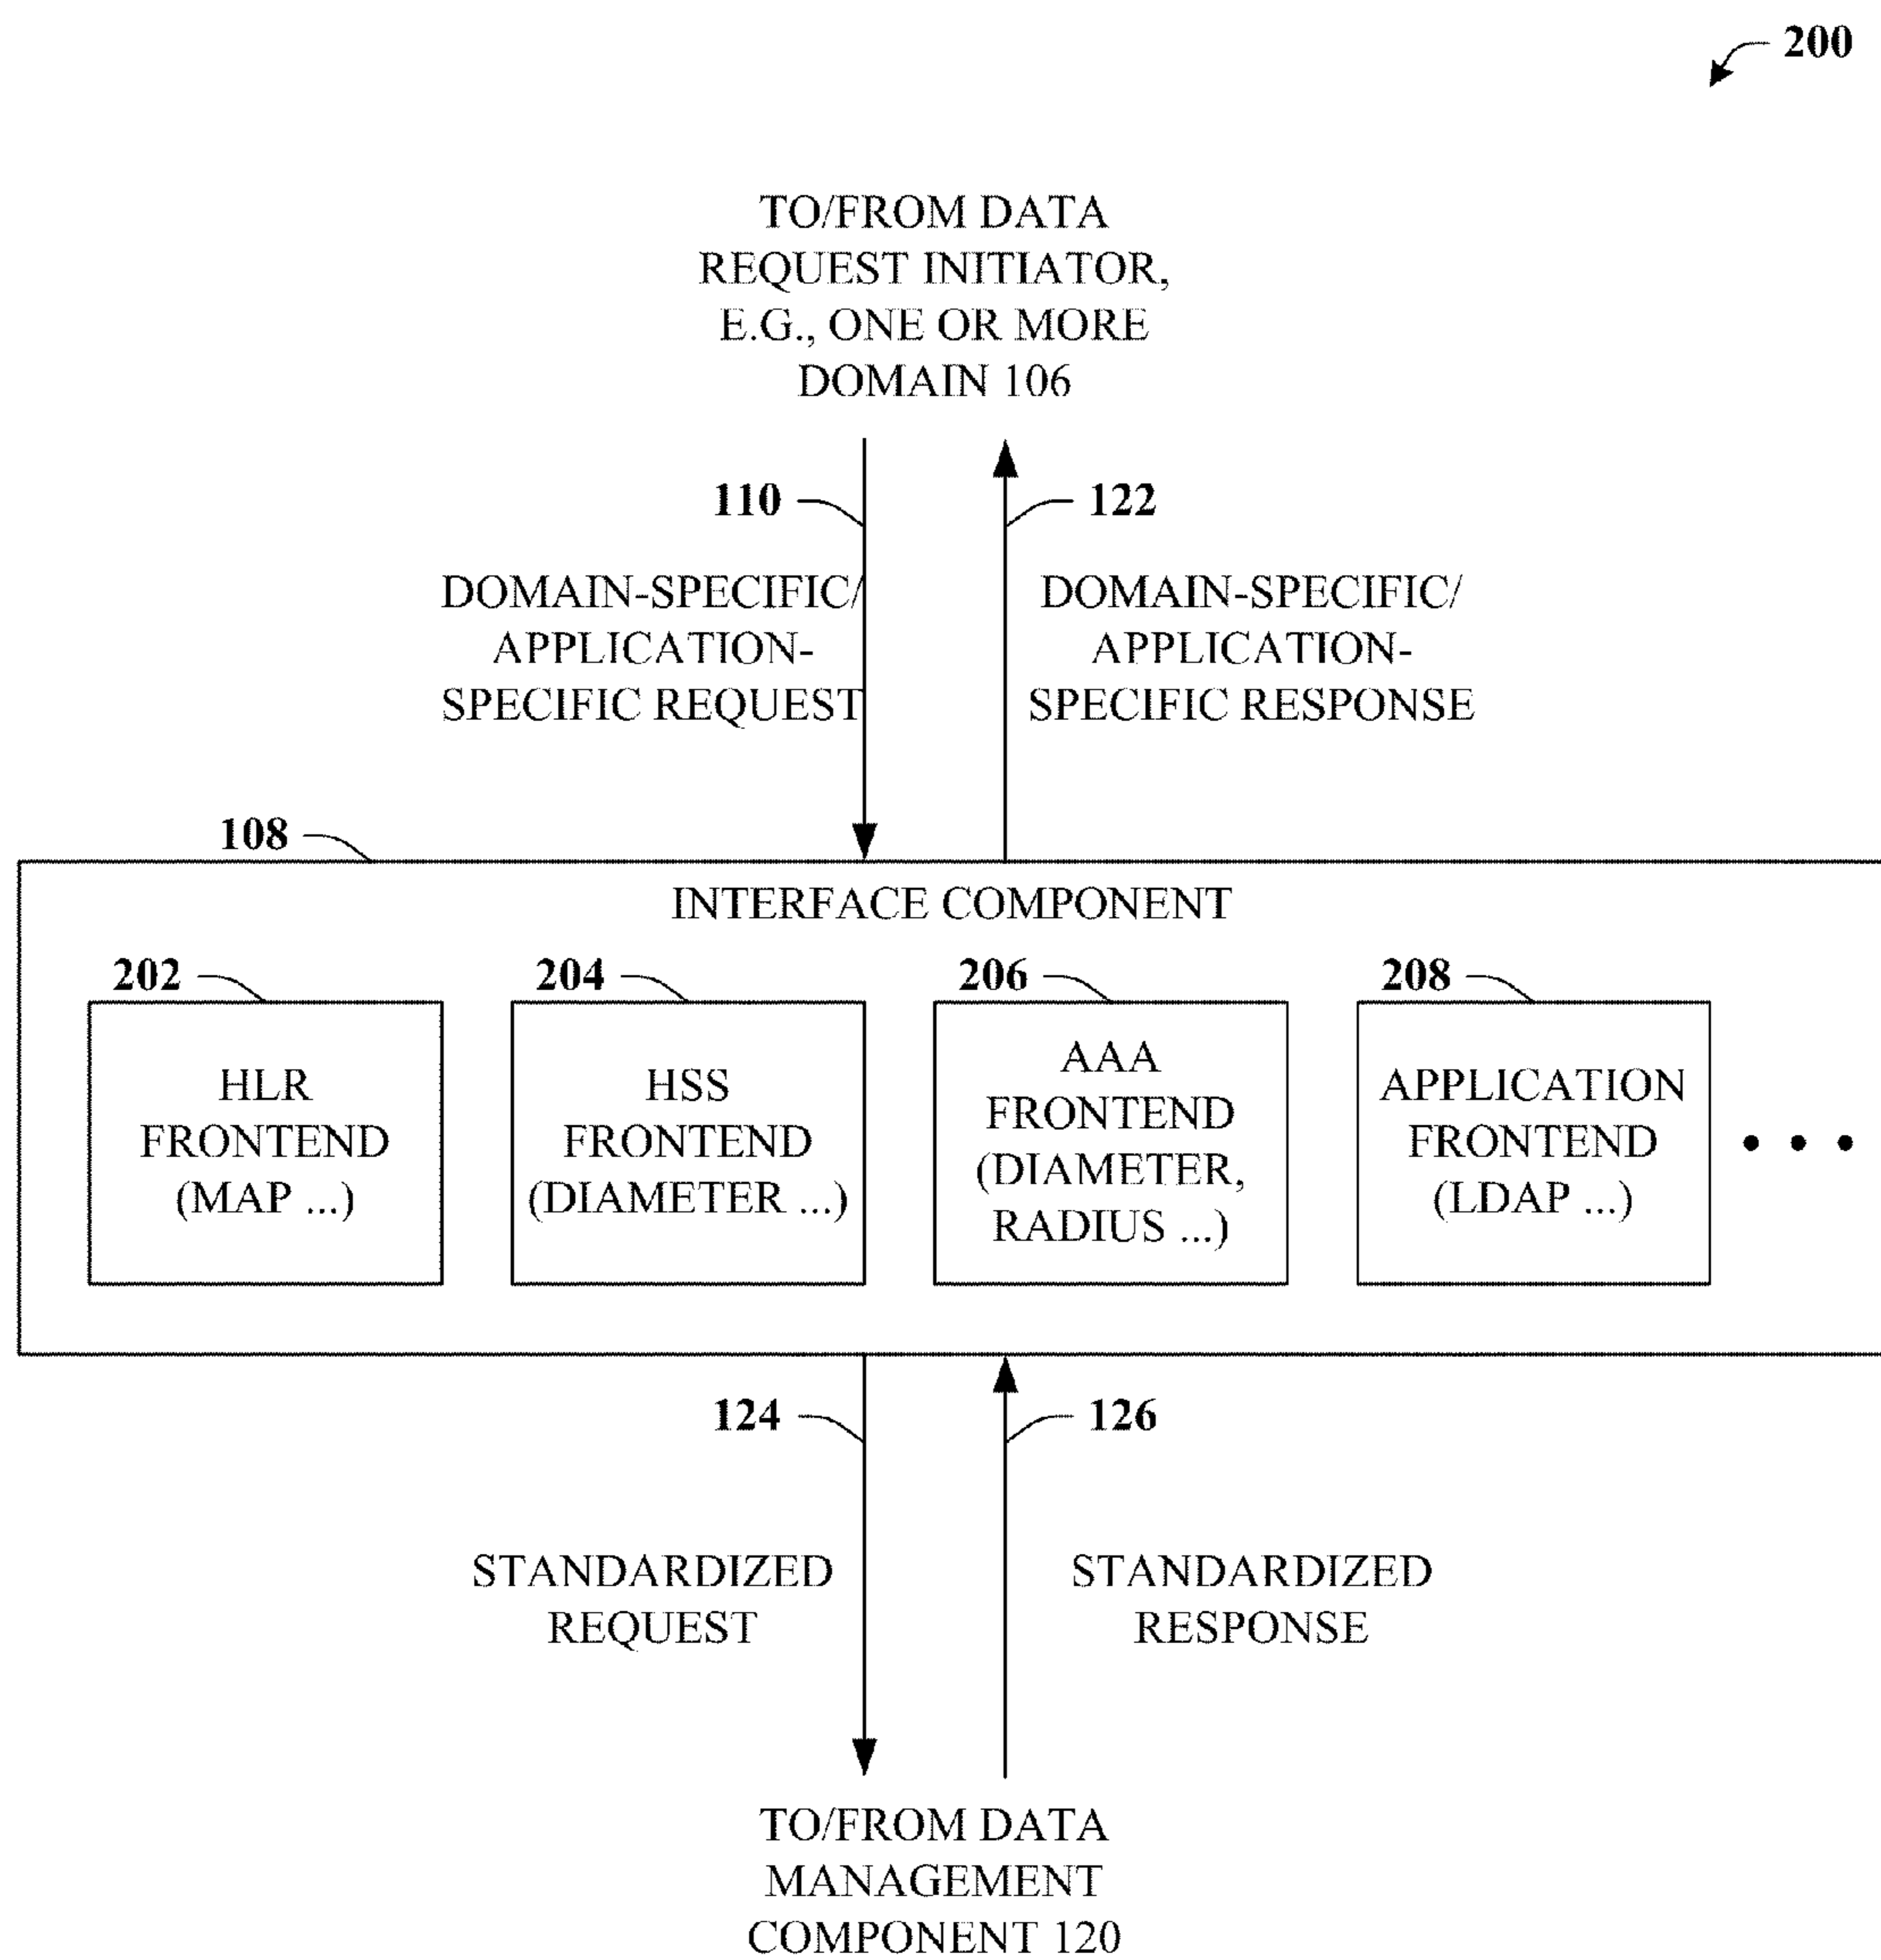 200
TO/FROM DATA
REQUEST INITIATOR,
E.G., ONE OR MORE
DOMAIN 106
110
122
DOMAIN-SPECIFIC/
APPLICATION-
SPECIFIC REQUEST
DOMAIN-SPECIFIC/
APPLICATION-
SPECIFIC RESPONSE
108
INTERFACE COMPONENT
202
HLR
FRONTEND
(MAP ...)
204
HSS
FRONTEND
(DIAMETER ...)
206
AAA
FRONTEND
(DIAMETER,
RADIUS ...)
208
APPLICATION
FRONTEND
(LDAP ...)
• • •
124
126
STANDARDIZED
REQUEST
STANDARDIZED
RESPONSE
TO/FROM DATA
MANAGEMENT
COMPONENT 120